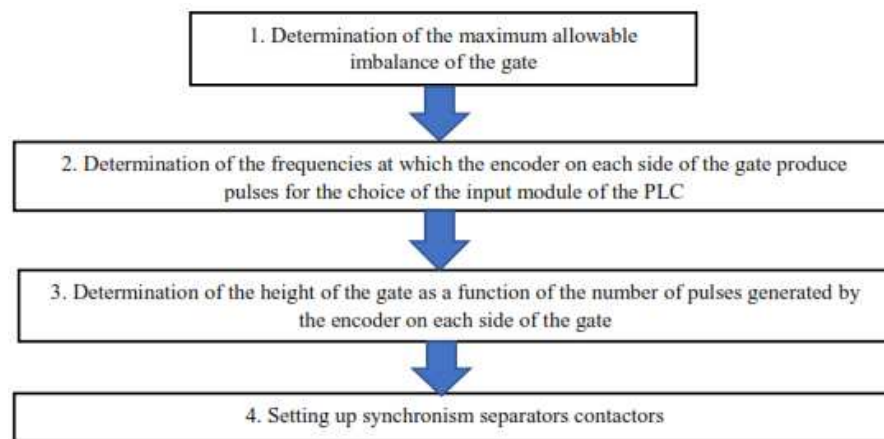 1. Determination of the maximum allowable
imbalance of the gate
2. Determination of the frequencies at which the encoder on each side of the gate produce
pulses for the choice of the input module of the PLC
3. Determination of the height of the gate as a function of the number of pulses generated by
the encoder on each side of the gate
4. Setting up synchronism separators contactors